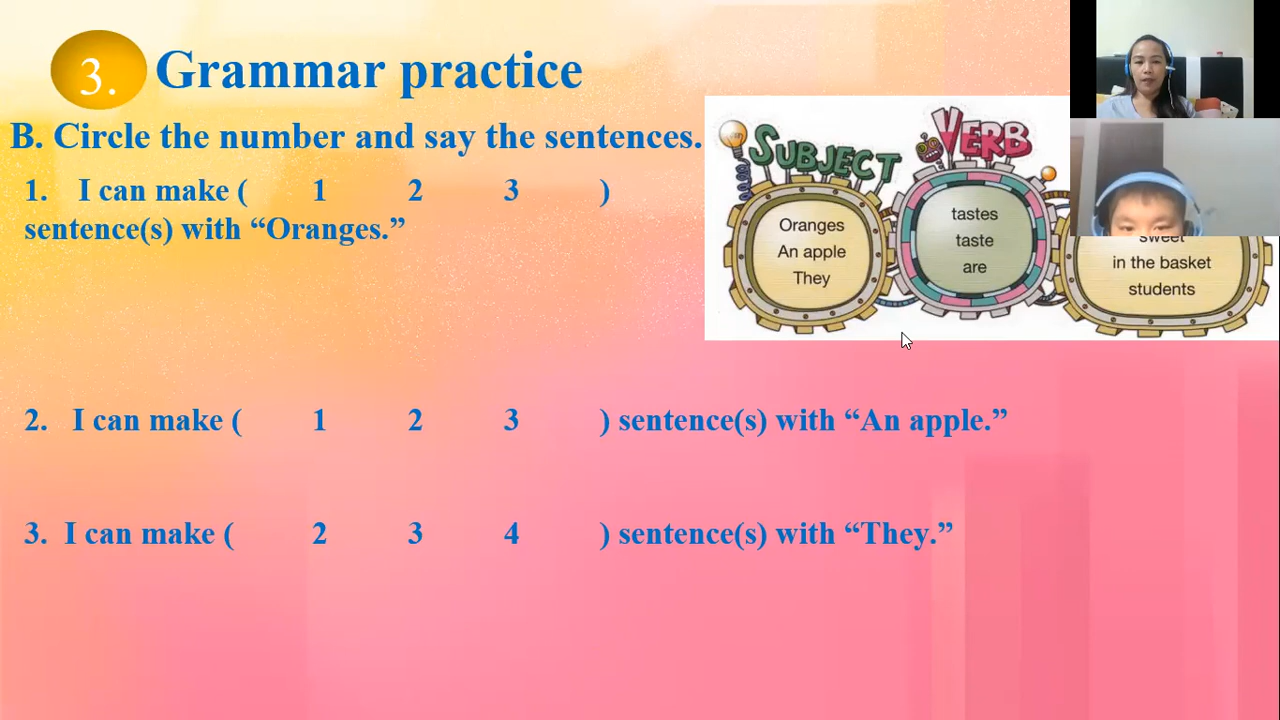 3. Grammar practice
B. Circle the number and say the sentences.
1. I can make ( 1 2 3 )
sentence(s) with “Oranges.”
SUBJECT
Oranges
An apple
They
VERB
tastes
taste
are
sweet
in the basket
students
2. I can make ( 1 2 3 ) sentence(s) with “An apple.”
3. I can make ( 2 3 4 ) sentence(s) with “They.”